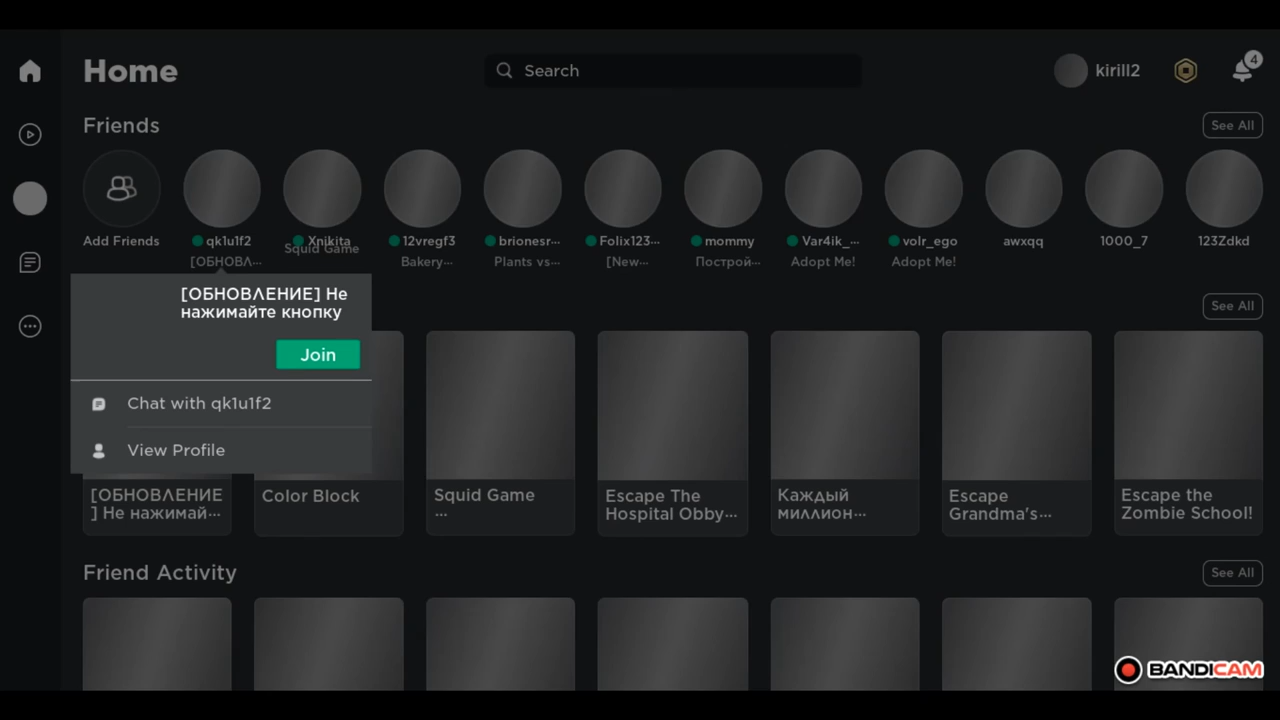 Home
Search
kirill2
4
Friends
See All
Add Friends
qk1u1f2
Xnikita
12vregf3
brionesr...
Folix123...
mommy
Var4ik_...
volr_ego
awxqq
1000_7
123Zdkd
[ОБНОВЛ...
Squid Game
Bakery...
Plants vs...
[New...
Построй...
Adopt Me!
Adopt Me!
[ОБНОВЛЕНИЕ] Не
нажимайте кнопку
Join
Chat with qk1u1f2
View Profile
See All
[ОБНОВЛЕНИЕ
] Не нажимай...
Color Block
Squid Game
...
Escape The
Hospital Obby...
Каждый
миллион...
Escape
Grandma's...
Escape the
Zombie School!
Friend Activity
See All
BANDICAM